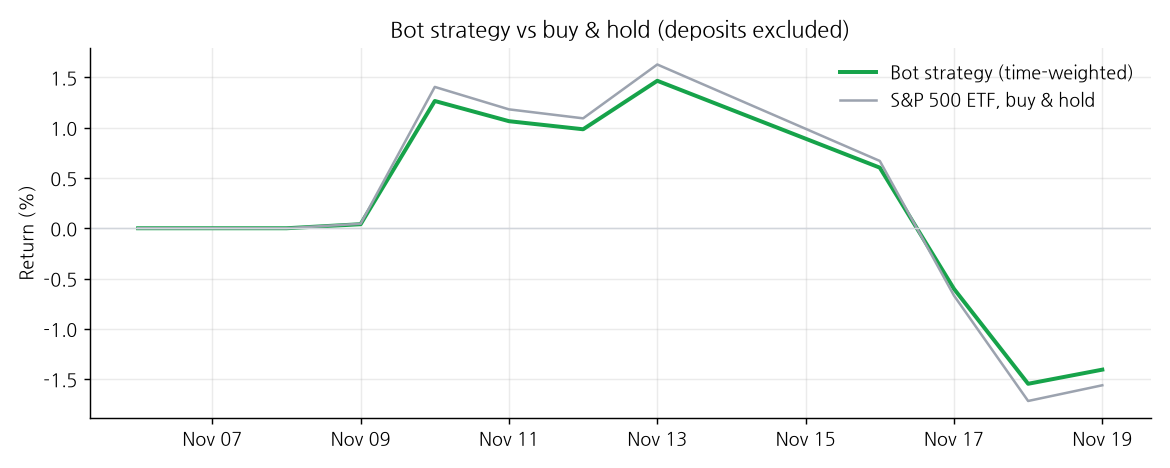 Bot strategy vs buy & hold (deposits excluded)
Bot strategy (time-weighted)
S&P 500 ETF, buy & hold
Return (%)
1.5
1.0
0.5
0.0
-0.5
-1.0
-1.5
Nov 07
Nov 09
Nov 11
Nov 13
Nov 15
Nov 17
Nov 19